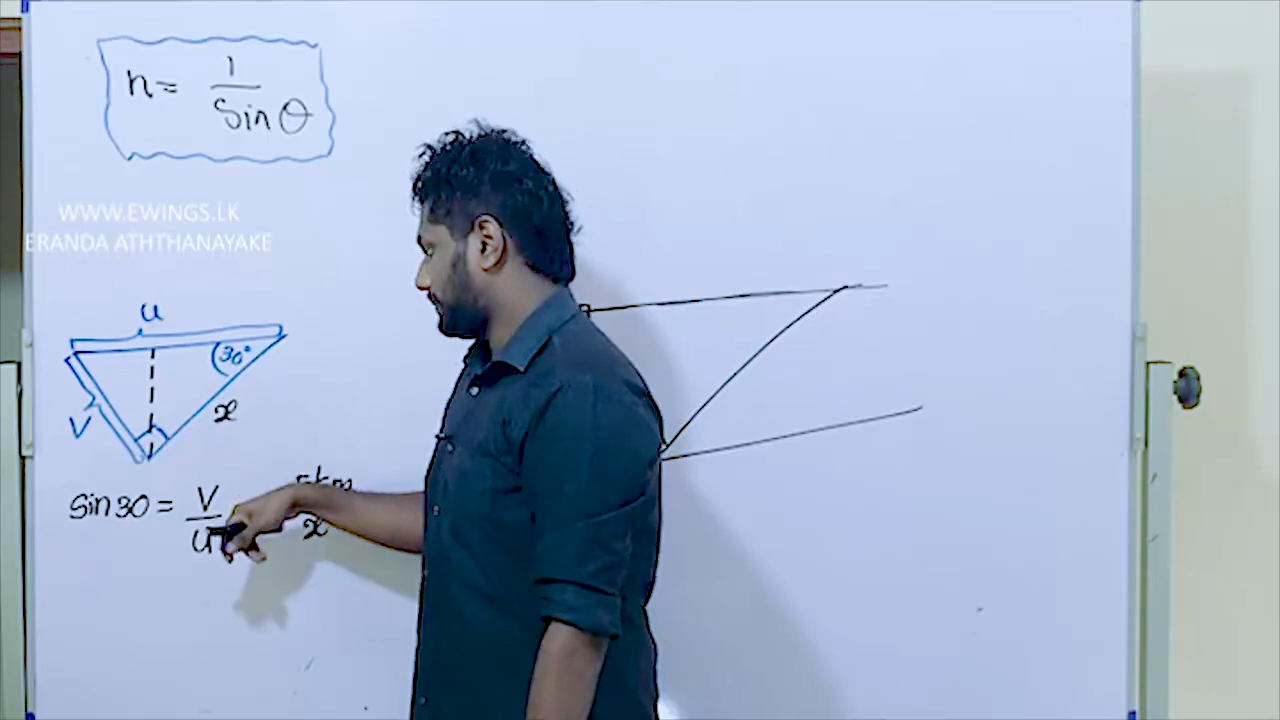 n = 1 / Sin θ
WWW.EWINGS.LK
ERANDA ATHTHANAYAKE
u
30°
V
x
Sin 30 = V / u
x